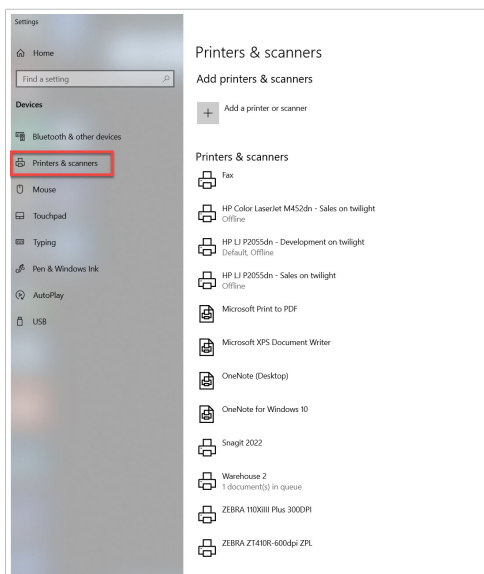 Settings
Home
Find a setting
Devices
Bluetooth & other devices
Printers & scanners
Mouse
Touchpad
Typing
Pen & Windows Ink
AutoPlay
USB
Printers & scanners
Add printers & scanners
Add a printer or scanner
Printers & scanners
Fax
HP Color LaserJet M452dn - Sales on twilight
Offline
HP LJ P2055dn - Development on twilight
Default, Offline
HP LJ P2055dn - Sales on twilight
Offline
Microsoft Print to PDF
Microsoft XPS Document Writer
OneNote (Desktop)
OneNote for Windows 10
Snagit 2022
Warehouse 2
1 document(s) in queue
ZEBRA 110XiIII Plus 300DPI
ZEBRA ZT410R-600dpi ZPL